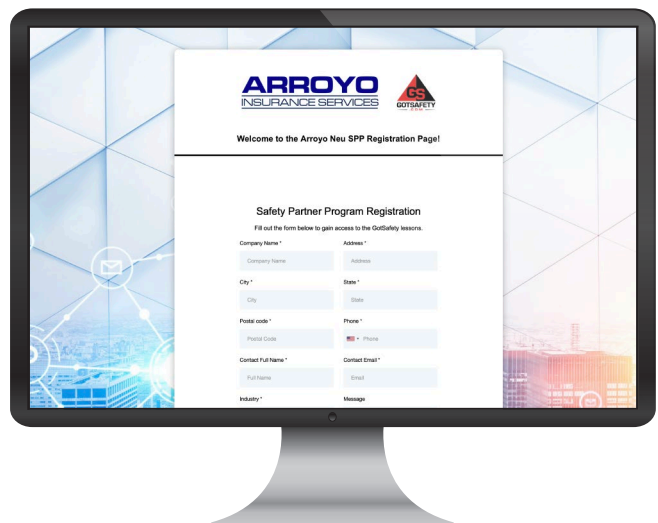 ARROYO
INSURANCE SERVICES
GS
GOTSAFETY
.COM
Welcome to the Arroyo Neu SPP Registration Page!
Safety Partner Program Registration
Fill out the form below to gain access to the GotSafety lessons.
Company Name * Address *
Company Name Address
City * State *
City State
Postal code * Phone *
Postal Code Phone
Contact Full Name * Contact Email *
Full Name Email
Industry * Message